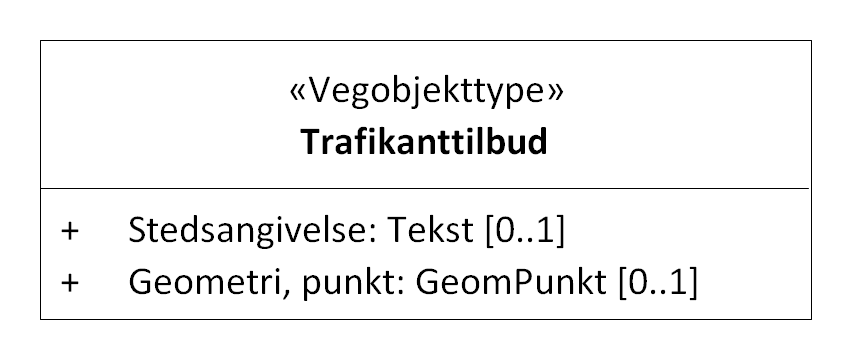 «Vegobjekttype»
Trafikanttilbud
+ Stedsangivelse: Tekst [0..1]
+ Geometri, punkt: GeomPunkt [0..1]